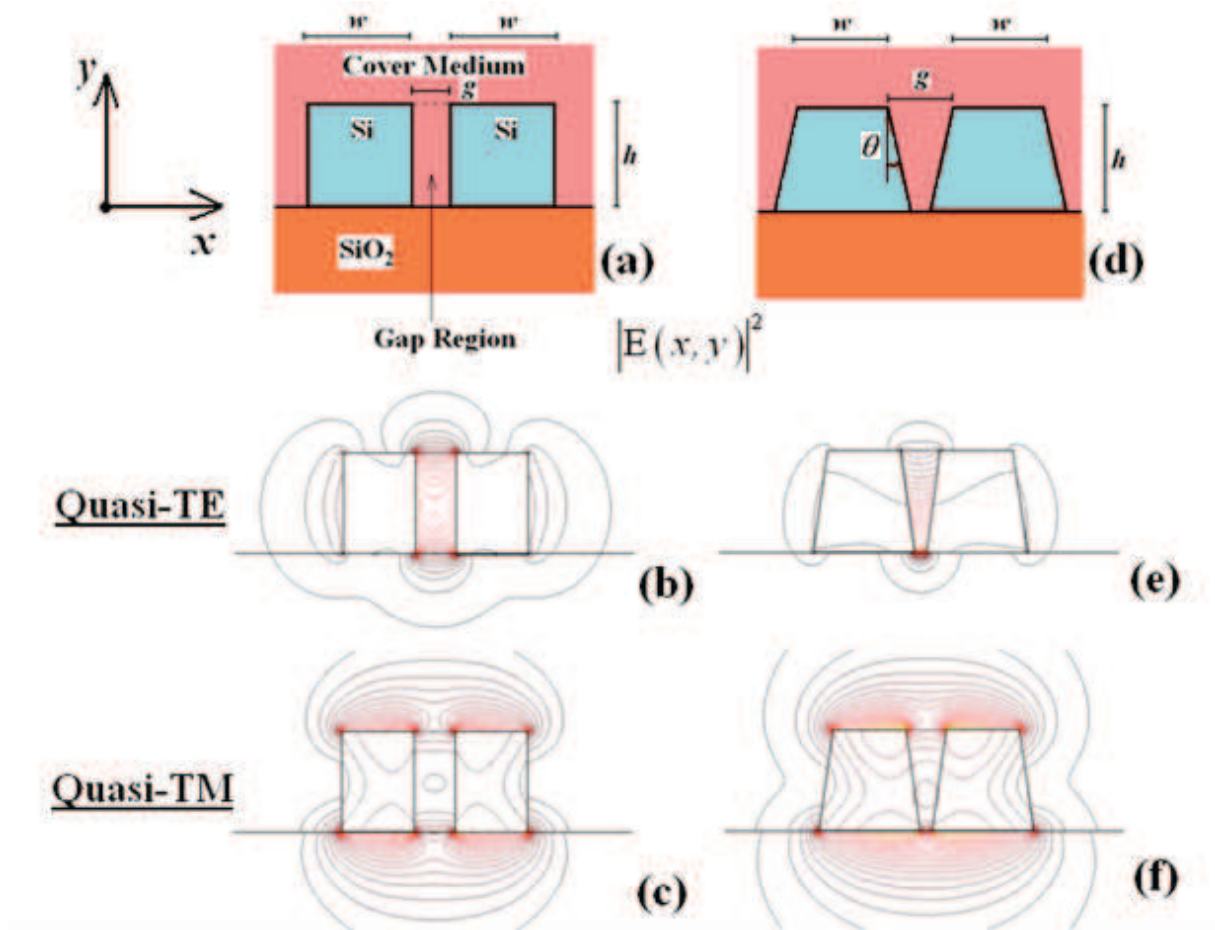 w w w w
y Cover Medium
g g
Si Si θ
h h
x SiO₂ (a) (d)
Gap Region |E(x, y)|²
Quasi-TE (b) (e)
Quasi-TM (c) (f)